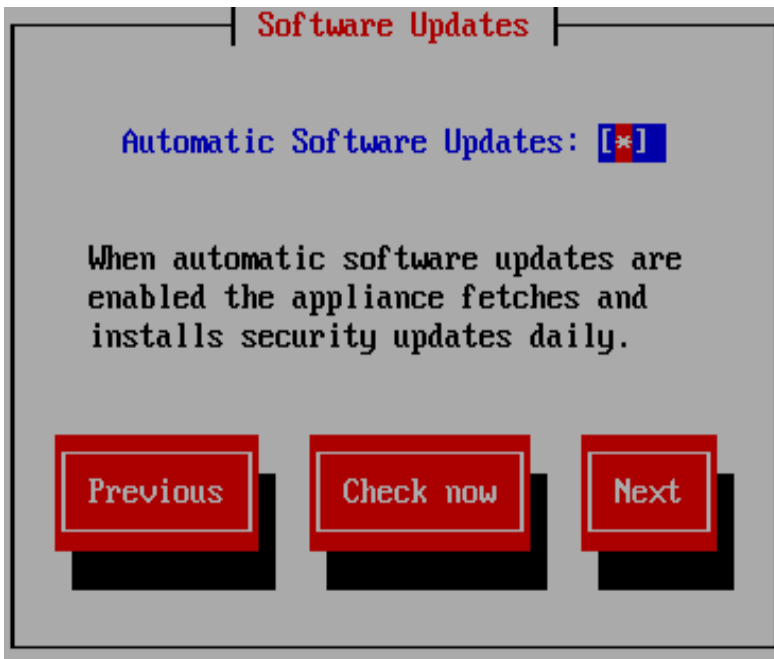 Software Updates
Automatic Software Updates: [*]
When automatic software updates are
enabled the appliance fetches and
installs security updates daily.
Previous Check now Next